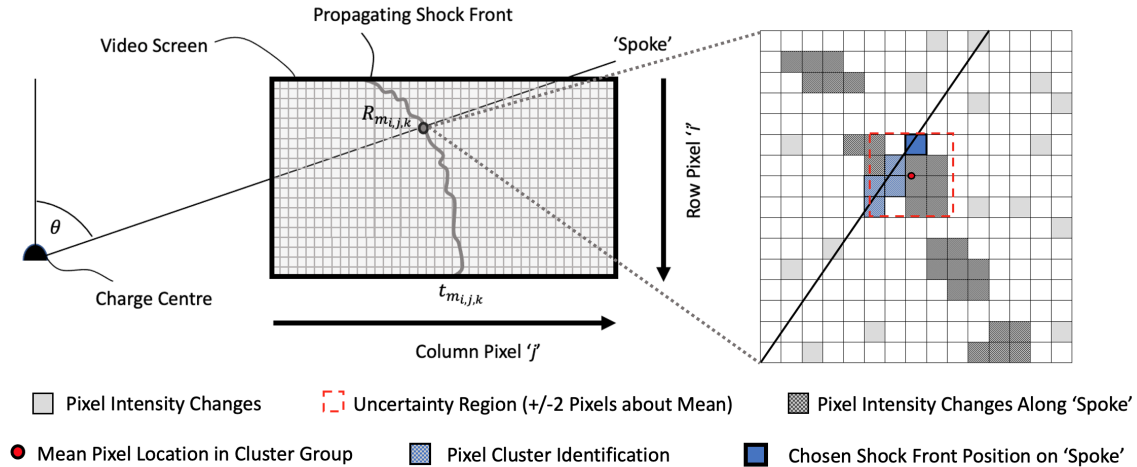 Propagating Shock Front
Video Screen
'Spoke'
R_{m_{i,j,k}}
Row Pixel 'i'
θ
Charge Centre
t_{m_{i,j,k}}
Column Pixel 'j'
Pixel Intensity Changes
Uncertainty Region (+/-2 Pixels about Mean)
Pixel Intensity Changes Along 'Spoke'
Mean Pixel Location in Cluster Group
Pixel Cluster Identification
Chosen Shock Front Position on 'Spoke'